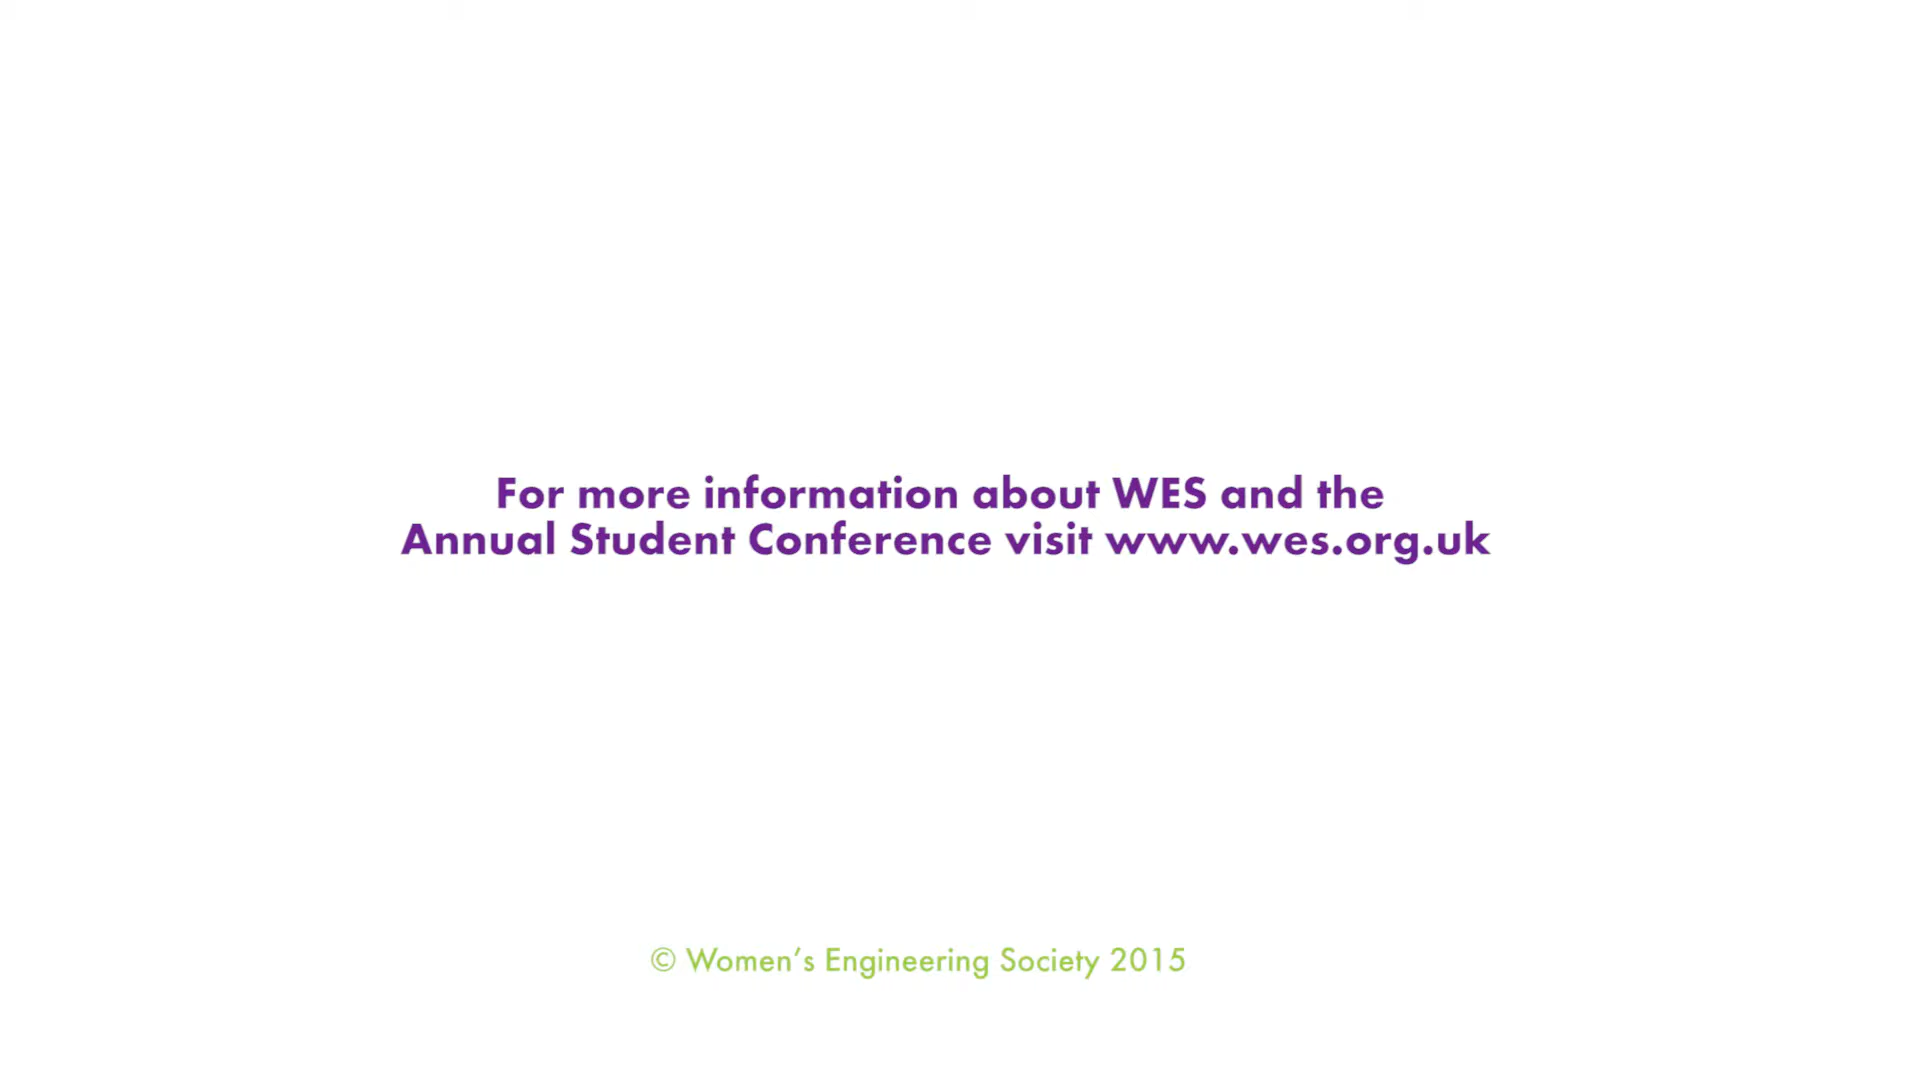 For more information about WES and the
Annual Student Conference visit www.wes.org.uk
© Women’s Engineering Society 2015